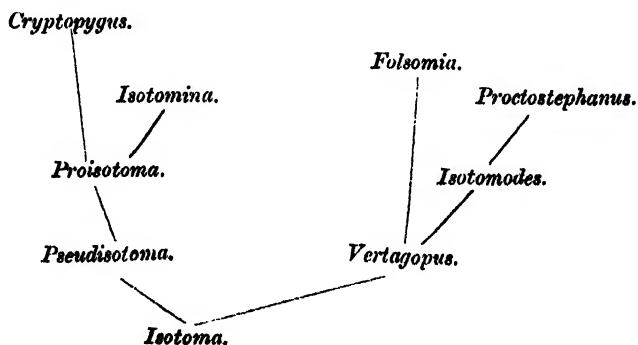 Cryptopygus.
Folsomia.
Isotomina.
Proctostephanus.
Proisotoma.
Isotomodes.
Pseudisotoma.
Vertagopus.
Isotoma.